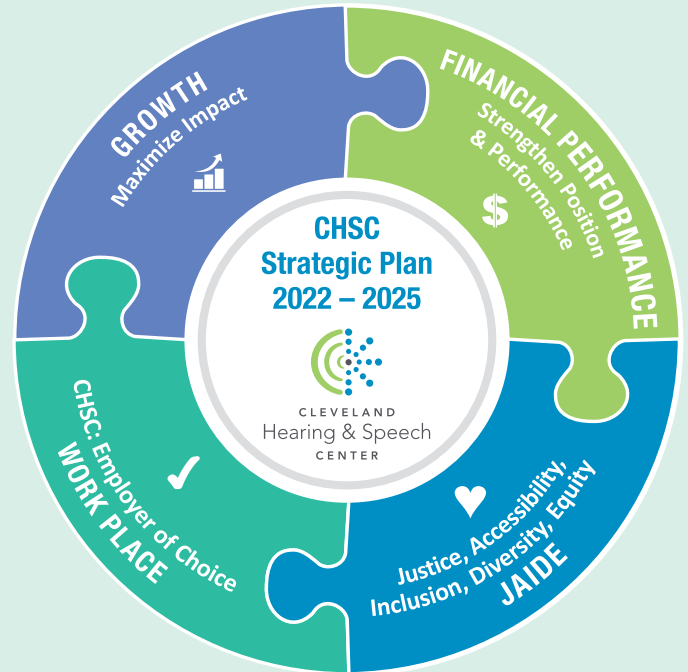 CHSC
Strategic Plan
2022 – 2025
CLEVELAND
Hearing & Speech
CENTER
GROWTH
Maximize Impact
FINANCIAL PERFORMANCE
Strengthen Position
& Performance
$
Justice, Accessibility,
Inclusion, Diversity, Equity
JAIDE
CHSC: Employer of Choice
WORK PLACE